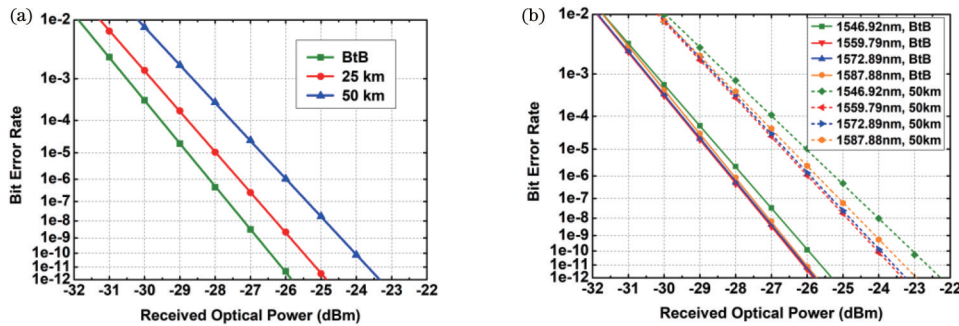 (a)
1e-2
1e-3
1e-4
1e-5
1e-6
1e-7
1e-8
1e-9
1e-10
1e-11
1e-12
Bit Error Rate
BtB
25 km
50 km
-32 -31 -30 -29 -28 -27 -26 -25 -24 -23 -22
Received Optical Power (dBm)
(b)
1e-2
1e-3
1e-4
1e-5
1e-6
1e-7
1e-8
1e-9
1e-10
1e-11
1e-12
Bit Error Rate
1546.92nm, BtB
1559.79nm, BtB
1572.89nm, BtB
1587.88nm, BtB
1546.92nm, 50km
1559.79nm, 50km
1572.89nm, 50km
1587.88nm, 50km
-32 -31 -30 -29 -28 -27 -26 -25 -24 -23 -22
Received Optical Power (dBm)